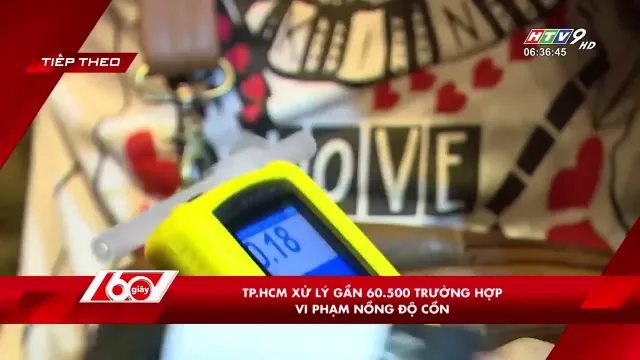 TIẾP THEO
HTV9 HD
06:36:45
KIN
LOVE
0.18
60 giây
TP.HCM XỬ LÝ GẦN 60.500 TRƯỜNG HỢP
VI PHẠM NỒNG ĐỘ CỒN